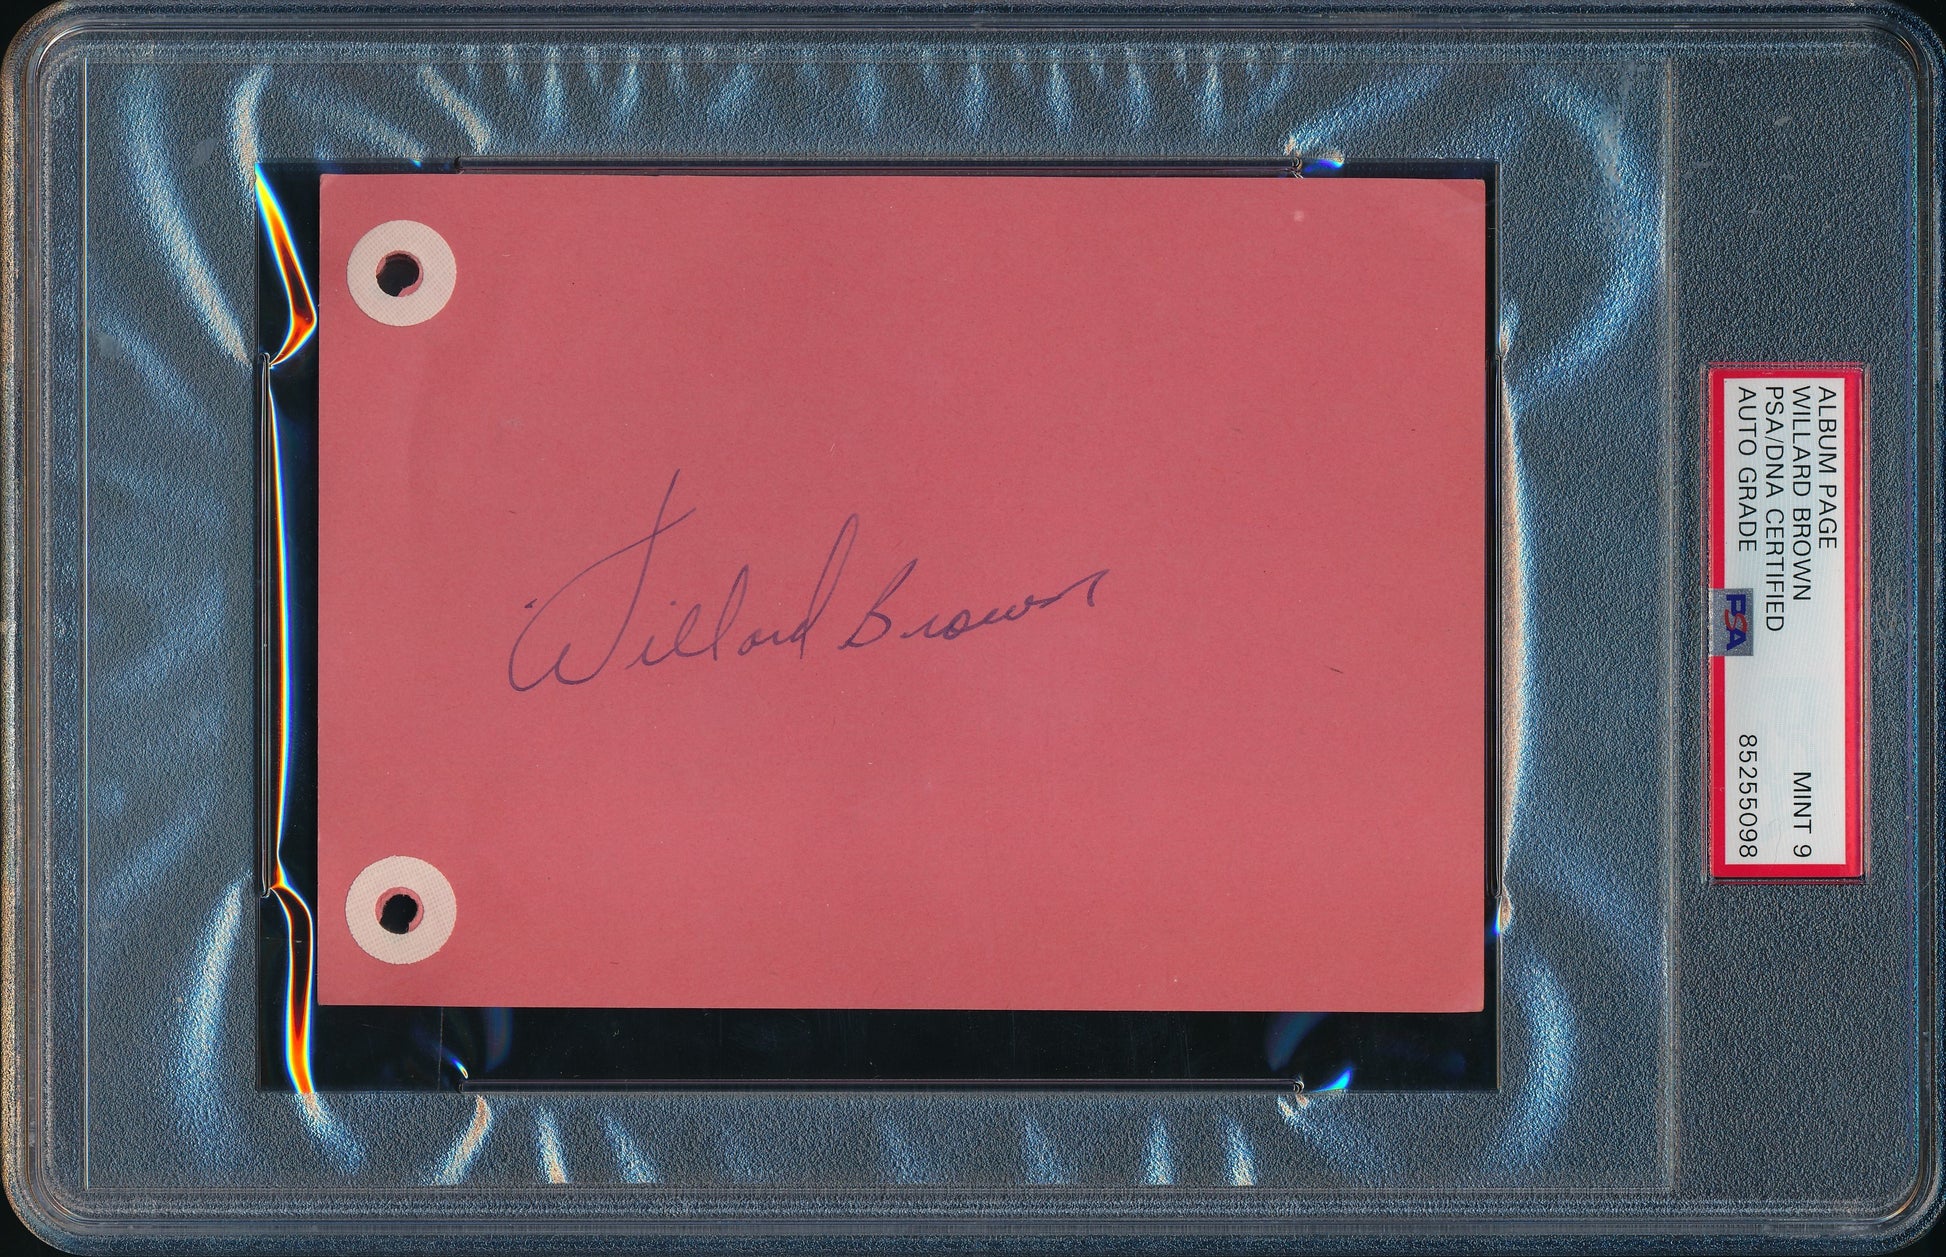 Willard Brown
ALBUM PAGE
WILLARD BROWN MINT 9
PSA/DNA CERTIFIED
AUTO GRADE 85255098
PSA